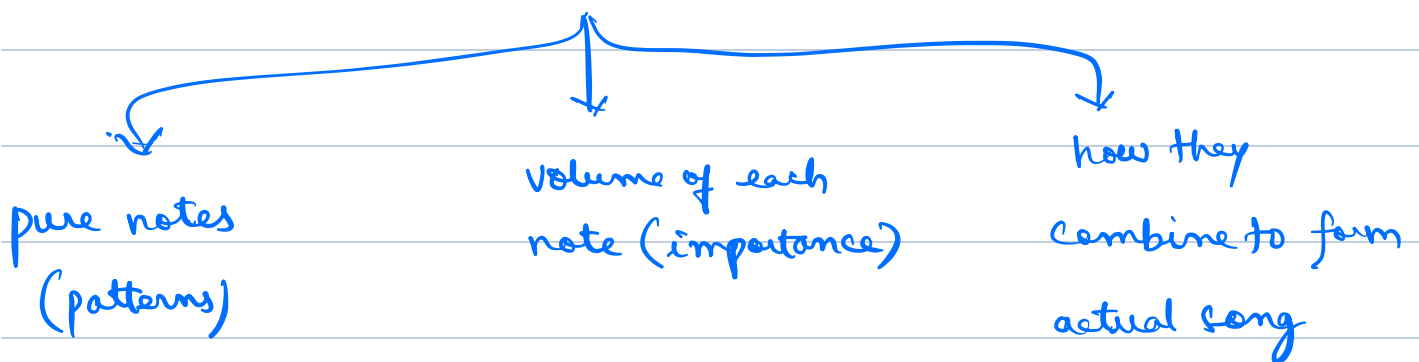 pure notes
(patterns)
volume of each
note (importance)
how they
combine to form
actual song